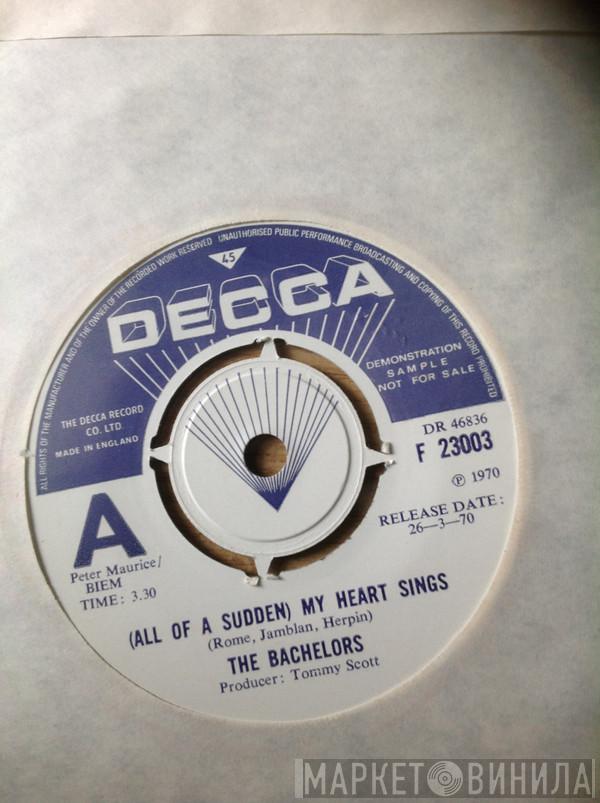 ALL RIGHTS OF THE MANUFACTURER AND OF THE OWNER OF THE RECORDED WORK RESERVED UNAUTHORISED PUBLIC PERFORMANCE BROADCASTING AND COPYING OF THIS RECORD PROHIBITED
45
DECCA
DEMONSTRATION
SAMPLE
NOT FOR SALE
THE DECCA RECORD
CO. LTD.
MADE IN ENGLAND
DR 46836
F 23003
℗ 1970
RELEASE DATE:
26—3—70
A
Peter Maurice/
BIEM
TIME: 3.30
(ALL OF A SUDDEN) MY HEART SINGS
(Rome, Jamblan, Herpin)
THE BACHELORS
Producer: Tommy Scott
МАРКЕТ ВИНИЛА